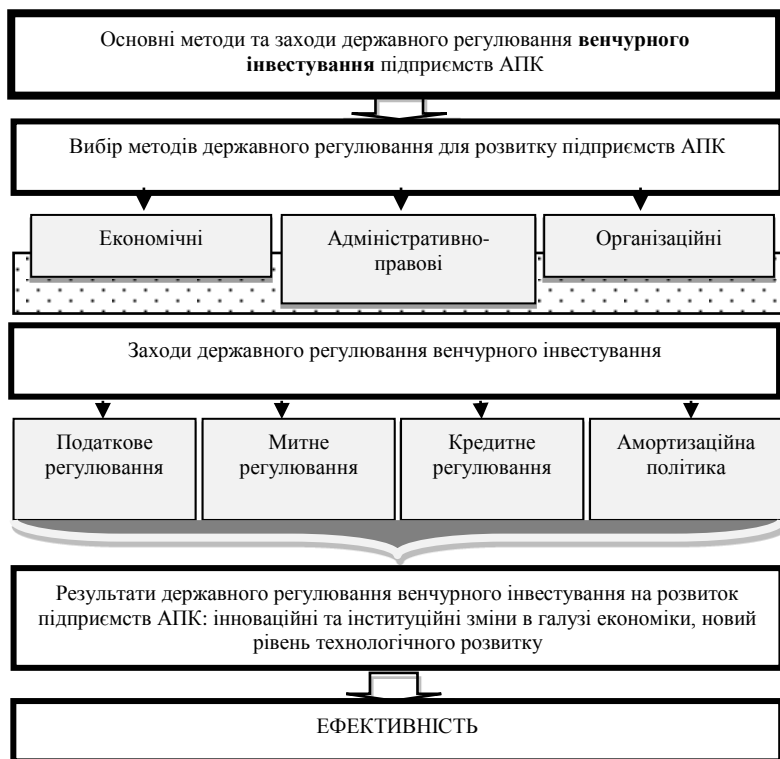 Основні методи та заходи державного регулювання венчурного
інвестування підприємств АПК
Вибір методів державного регулювання для розвитку підприємств АПК
Економічні
Адміністративно-
правові
Організаційні
Заходи державного регулювання венчурного інвестування
Податкове
регулювання
Митне
регулювання
Кредитне
регулювання
Амортизаційна
політика
Результати державного регулювання венчурного інвестування на розвиток
підприємств АПК: інноваційні та інституційні зміни в галузі економіки, новий
рівень технологічного розвитку
ЕФЕКТИВНІСТЬ